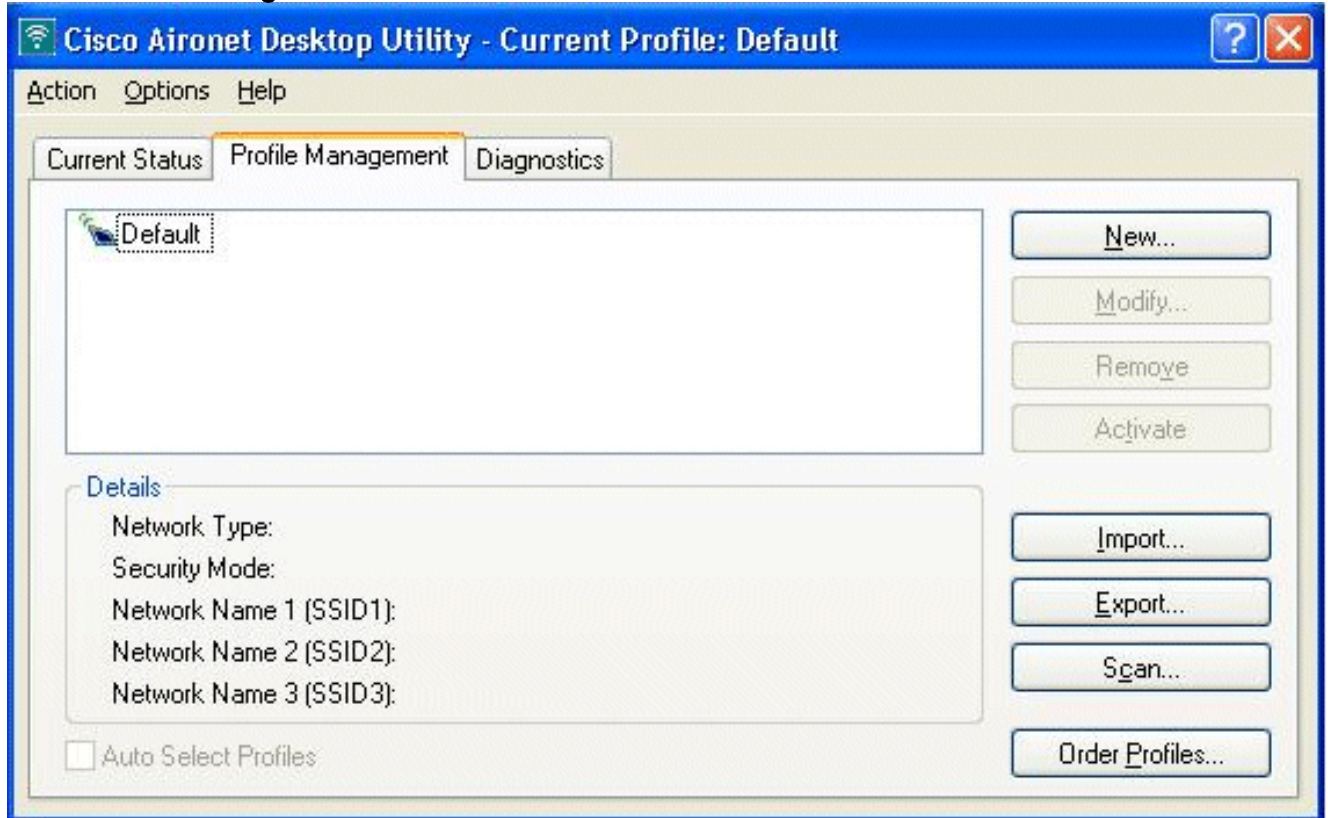 Cisco Aironet Desktop Utility - Current Profile: Default
Action Options Help
Current Status Profile Management Diagnostics
Default
New...
Modify...
Remove
Activate
Details
Network Type:
Security Mode:
Network Name 1 (SSID1):
Network Name 2 (SSID2):
Network Name 3 (SSID3):
Import...
Export...
Scan...
Auto Select Profiles
Order Profiles...